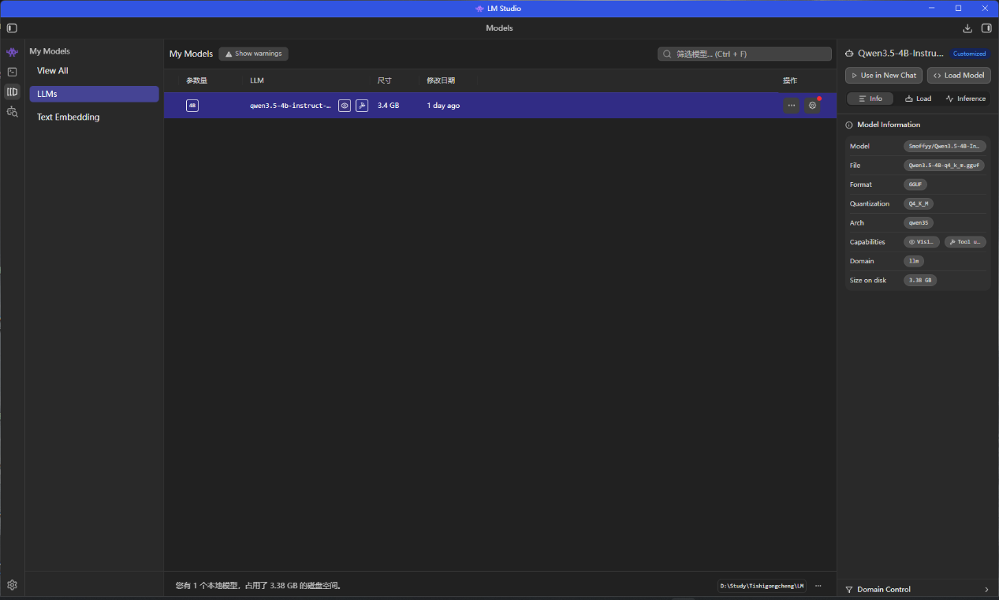 LM Studio
Models
My Models
View All
LLMs
Text Embedding
My Models
Show warnings
筛选模型... (Ctrl + F)
参数量 LLM 尺寸 修改日期 操作
4B qwen3.5-4b-instruct-... 3.4 GB 1 day ago
您有 1 个本地模型，占用了 3.38 GB 的磁盘空间。
D:\Study\Tishigongcheng\LM
Qwen3.5-4B-Instru... Customized
Use in New Chat Load Model
Info Load Inference
Model Information
Model Smoffyy/Qwen3.5-4B-In…
File Qwen3.5-4B-q4_k_m.gguf
Format GGUF
Quantization Q4_K_M
Arch qwen35
Capabilities Visi… Tool u…
Domain llm
Size on disk 3.38 GB
Domain Control